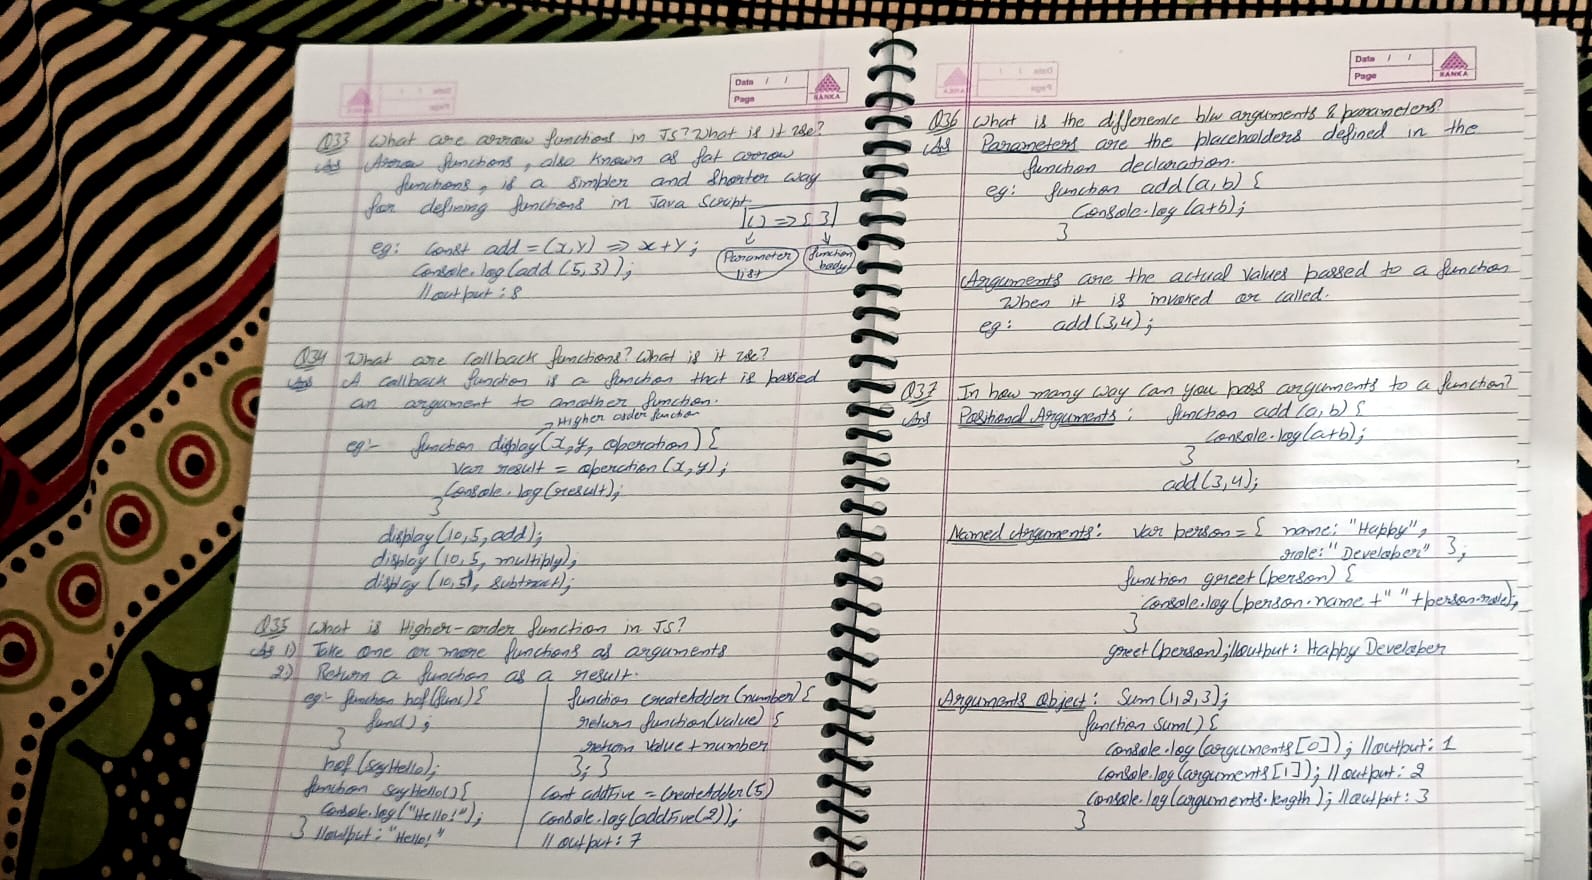 Date / /
Page
RANKA
Q33 What are arrow functions in JS? What is it use?
As Arrow functions, also known as fat arrow
functions, is a simpler and shorter way
for defining functions in Java Script.
() => { }
Parameter list
function body
eg: const add = (x,y) => x+y;
console.log(add(5,3));
//output: 8
Q34 What are callback functions? What is it use?
As A callback function is a function that is passed
an argument to another function.
→ Higher order function
eg:- function display(x,y, operation) {
var result = operation(x,y);
console.log(result);
}
display(10,5,add);
display(10,5, multiply);
display(10,5), subtract);
Q35 What is Higher-order function in JS?
As 1) Take one or more functions as arguments
2) Return a function as a result.
eg:- function hof(func){
func();
}
hof(sayHello);
function sayHello(){
console.log("Hello!");
} //output: "Hello!"
function createAdder(number){
return function(value) {
return value + number
}; }
const addFive = createAdder(5)
console.log(addFive(2));
//output: 7
Date / /
Page
RANKA
Q36 What is the difference b/w arguments & parameters?
As Parameters are the placeholders defined in the
function declaration.
eg: function add(a,b) {
console.log(a+b);
}
Arguments are the actual values passed to a function
when it is invoked or called.
eg: add(3,4);
Q37 In how many way can you pass arguments to a function?
As Positional Arguments: function add(a,b) {
console.log(a+b);
}
add(3,4);
Named Arguments: var person = { name: "Happy",
role: "Developer" };
function greet(person) {
console.log(person.name +" "+person.role);
}
greet(person); //output: Happy Developer
Arguments Object: Sum(1,2,3);
function sum() {
console.log(arguments[0]); //output: 1
console.log(arguments[1]); //output: 2
console.log(arguments.length); //output: 3
}